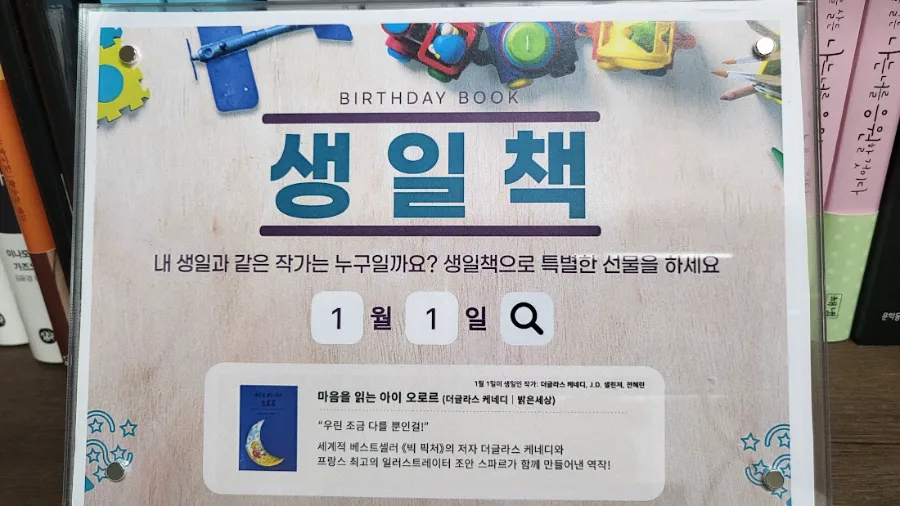 BIRTHDAY BOOK
생일책
내 생일과 같은 작가는 누구일까요? 생일책으로 특별한 선물을 하세요
1 월 1 일
1월 1일이 생일인 작가: 더글라스 케네디, J.D. 샐린저, 전혜란
마음을 읽는 아이 오로르 (더글라스 케네디 | 밝은세상)
“우린 조금 다를 뿐인걸!”
세계적 베스트셀러 《빅 픽처》의 저자 더글라스 케네디와
프랑스 최고의 일러스트레이터 조안 스파르가 함께 만들어낸 역작!